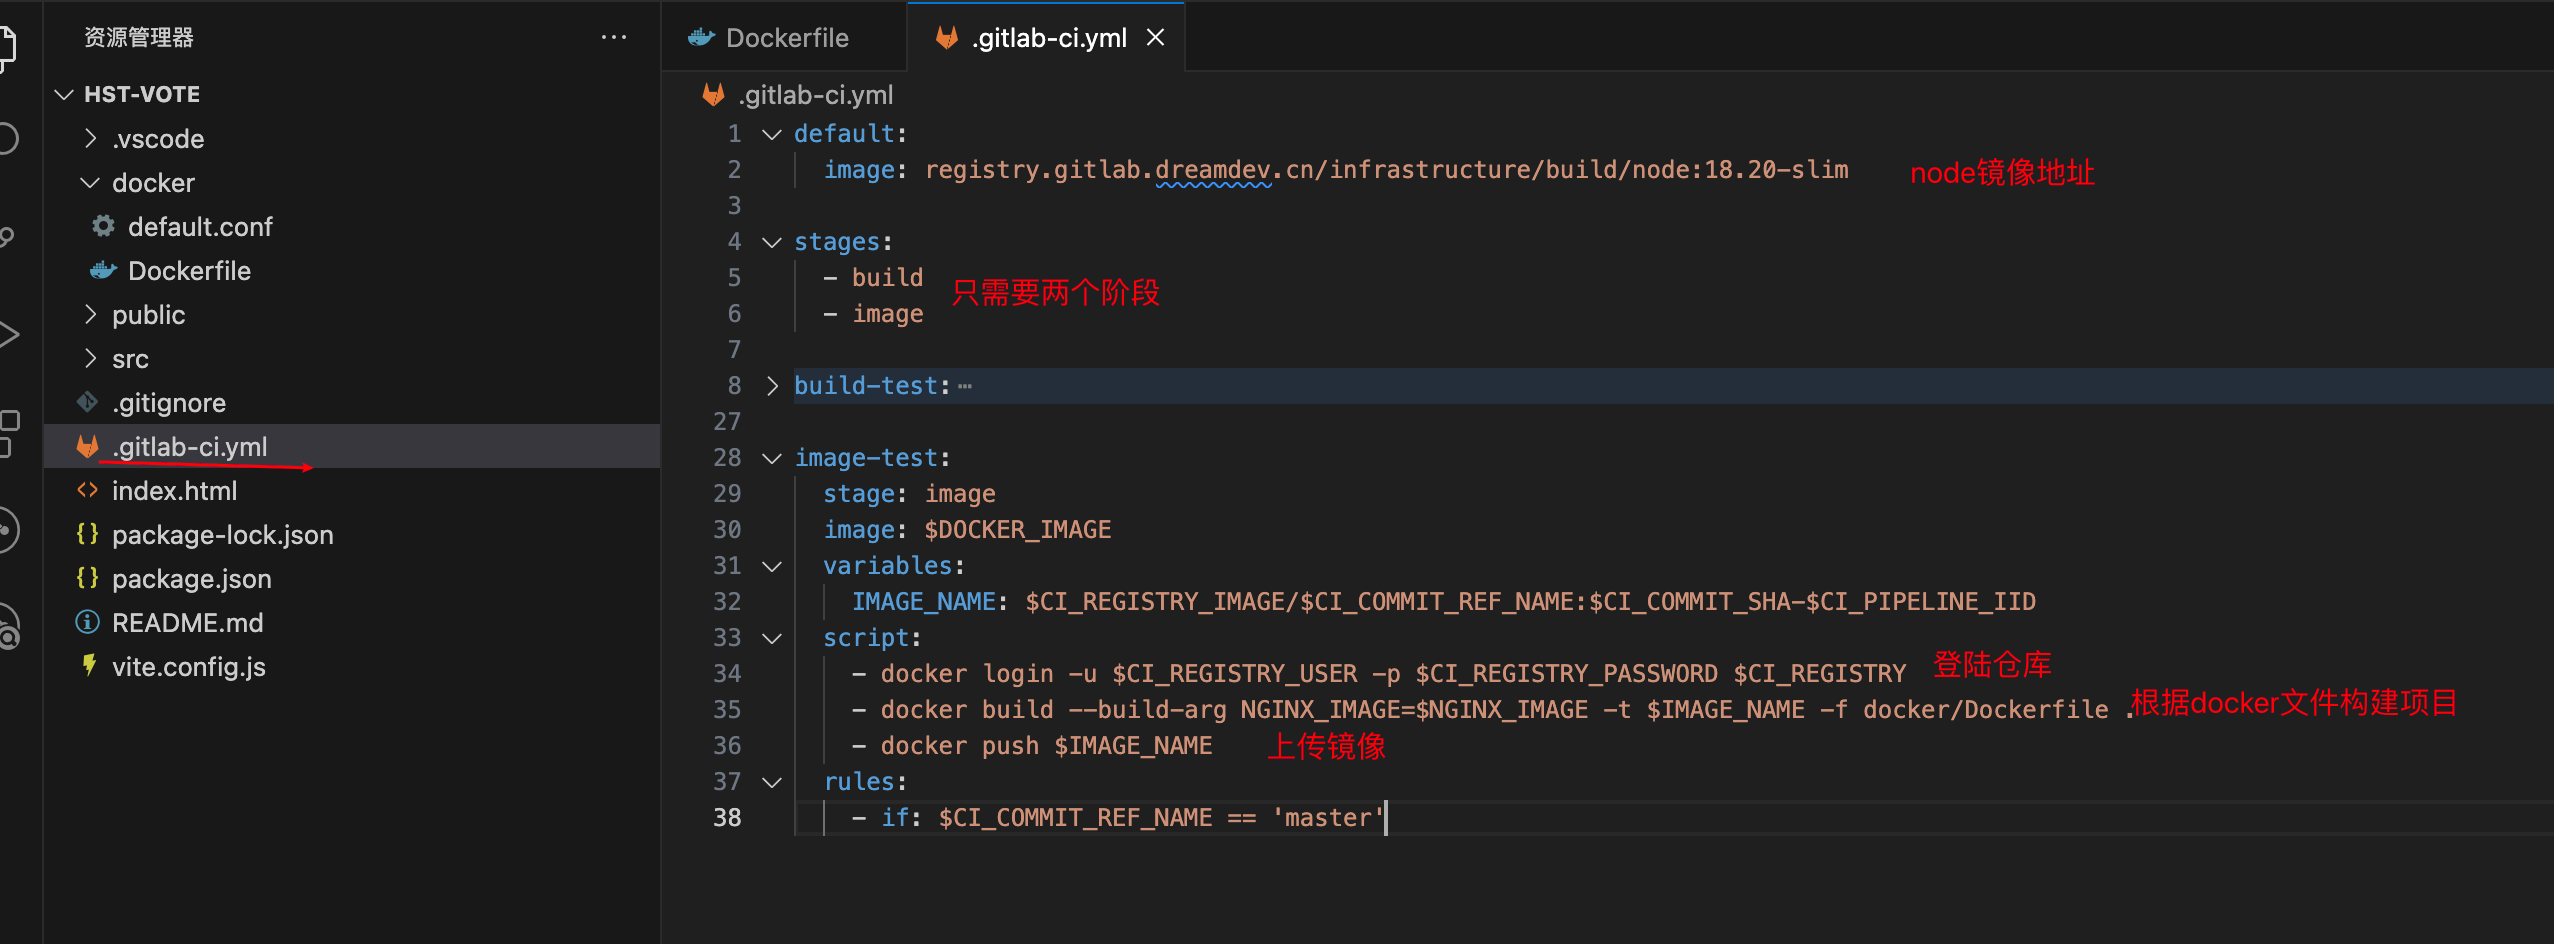 资源管理器
HST-VOTE
.vscode
docker
default.conf
Dockerfile
public
src
.gitignore
.gitlab-ci.yml
index.html
package-lock.json
package.json
README.md
vite.config.js
Dockerfile
.gitlab-ci.yml
.gitlab-ci.yml
1 default:
2 image: registry.gitlab.dreamdev.cn/infrastructure/build/node:18.20-slim node镜像地址
3
4 stages:
5 - build
只需要两个阶段
6 - image
7
8 build-test:…
27
28 image-test:
29 stage: image
30 image: $DOCKER_IMAGE
31 variables:
32 IMAGE_NAME: $CI_REGISTRY_IMAGE/$CI_COMMIT_REF_NAME:$CI_COMMIT_SHA-$CI_PIPELINE_IID
33 script:
34 - docker login -u $CI_REGISTRY_USER -p $CI_REGISTRY_PASSWORD $CI_REGISTRY 登陆仓库
35 - docker build --build-arg NGINX_IMAGE=$NGINX_IMAGE -t $IMAGE_NAME -f docker/Dockerfile . 根据docker文件构建项目
36 - docker push $IMAGE_NAME 上传镜像
37 rules:
38 - if: $CI_COMMIT_REF_NAME == 'master'